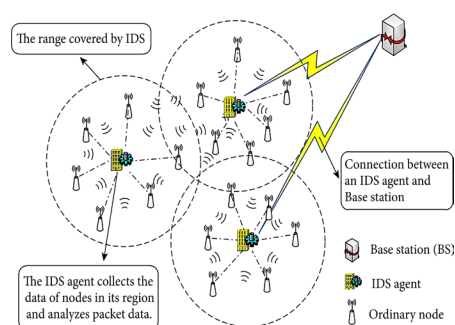 The range covered by IDS
Connection between
an IDS agent and
Base station
The IDS agent collects the
data of nodes in its region
and analyzes packet data.
Base station (BS)
IDS agent
Ordinary node